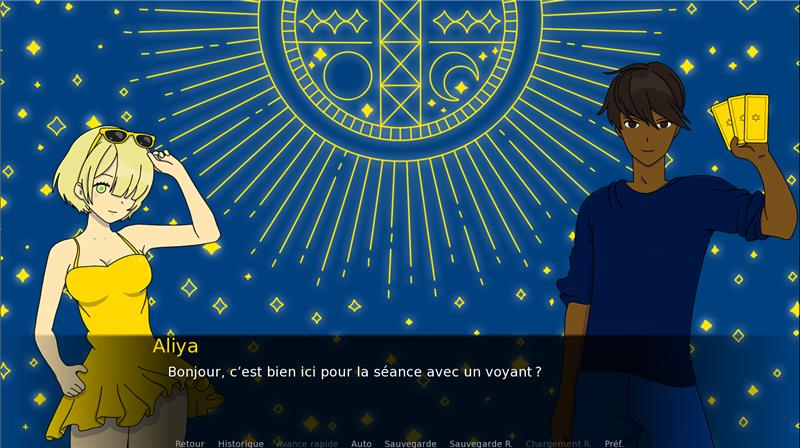 Aliya
Bonjour, c’est bien ici pour la séance avec un voyant ?
Retour Historique Avance rapide Auto Sauvegarde Sauvegarde R. Chargement R. Préf.